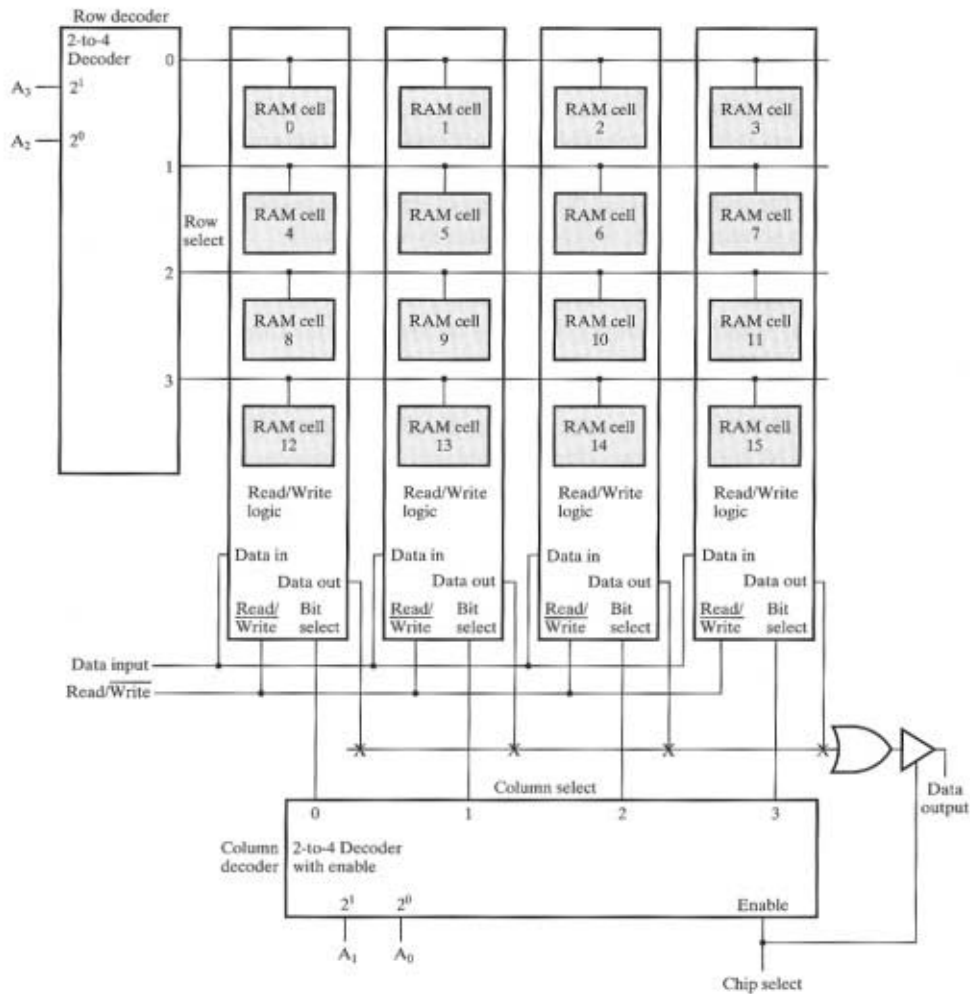 Row decoder
2-to-4
Decoder
0
A₃
2¹
RAM cell
0
RAM cell
1
RAM cell
2
RAM cell
3
A₂
2⁰
1
Row
select
RAM cell
4
RAM cell
5
RAM cell
6
RAM cell
7
2
RAM cell
8
RAM cell
9
RAM cell
10
RAM cell
11
3
RAM cell
12
RAM cell
13
RAM cell
14
RAM cell
15
Read/Write
logic
Read/Write
logic
Read/Write
logic
Read/Write
logic
Data in
Data in
Data in
Data in
Data out
Data out
Data out
Data out
Read/
Write
Bit
select
Read/
Write
Bit
select
Read/
Write
Bit
select
Read/
Write
Bit
select
Data input
Read/Write
Data
output
Column select
0
1
2
3
Column
decoder
2-to-4 Decoder
with enable
2¹
2⁰
Enable
A₁
A₀
Chip select